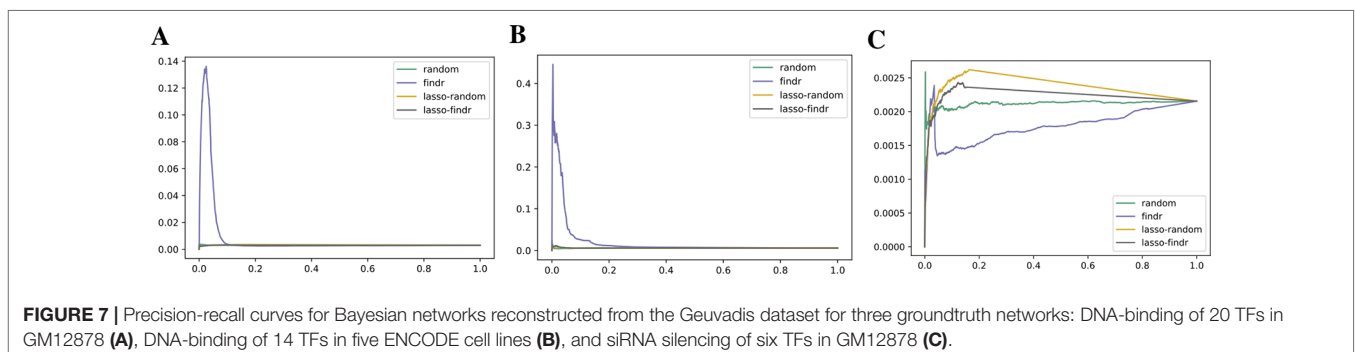 A
0.14
0.12
0.10
0.08
0.06
0.04
0.02
0.00
0.0 0.2 0.4 0.6 0.8 1.0
random
findr
lasso-random
lasso-findr
B
0.4
0.3
0.2
0.1
0.0
0.0 0.2 0.4 0.6 0.8 1.0
random
findr
lasso-random
lasso-findr
C
0.0025
0.0020
0.0015
0.0010
0.0005
0.0000
0.0 0.2 0.4 0.6 0.8 1.0
random
findr
lasso-random
lasso-findr
FIGURE 7 | Precision-recall curves for Bayesian networks reconstructed from the Geuvadis dataset for three groundtruth networks: DNA-binding of 20 TFs in
GM12878 (A), DNA-binding of 14 TFs in five ENCODE cell lines (B), and siRNA silencing of six TFs in GM12878 (C).